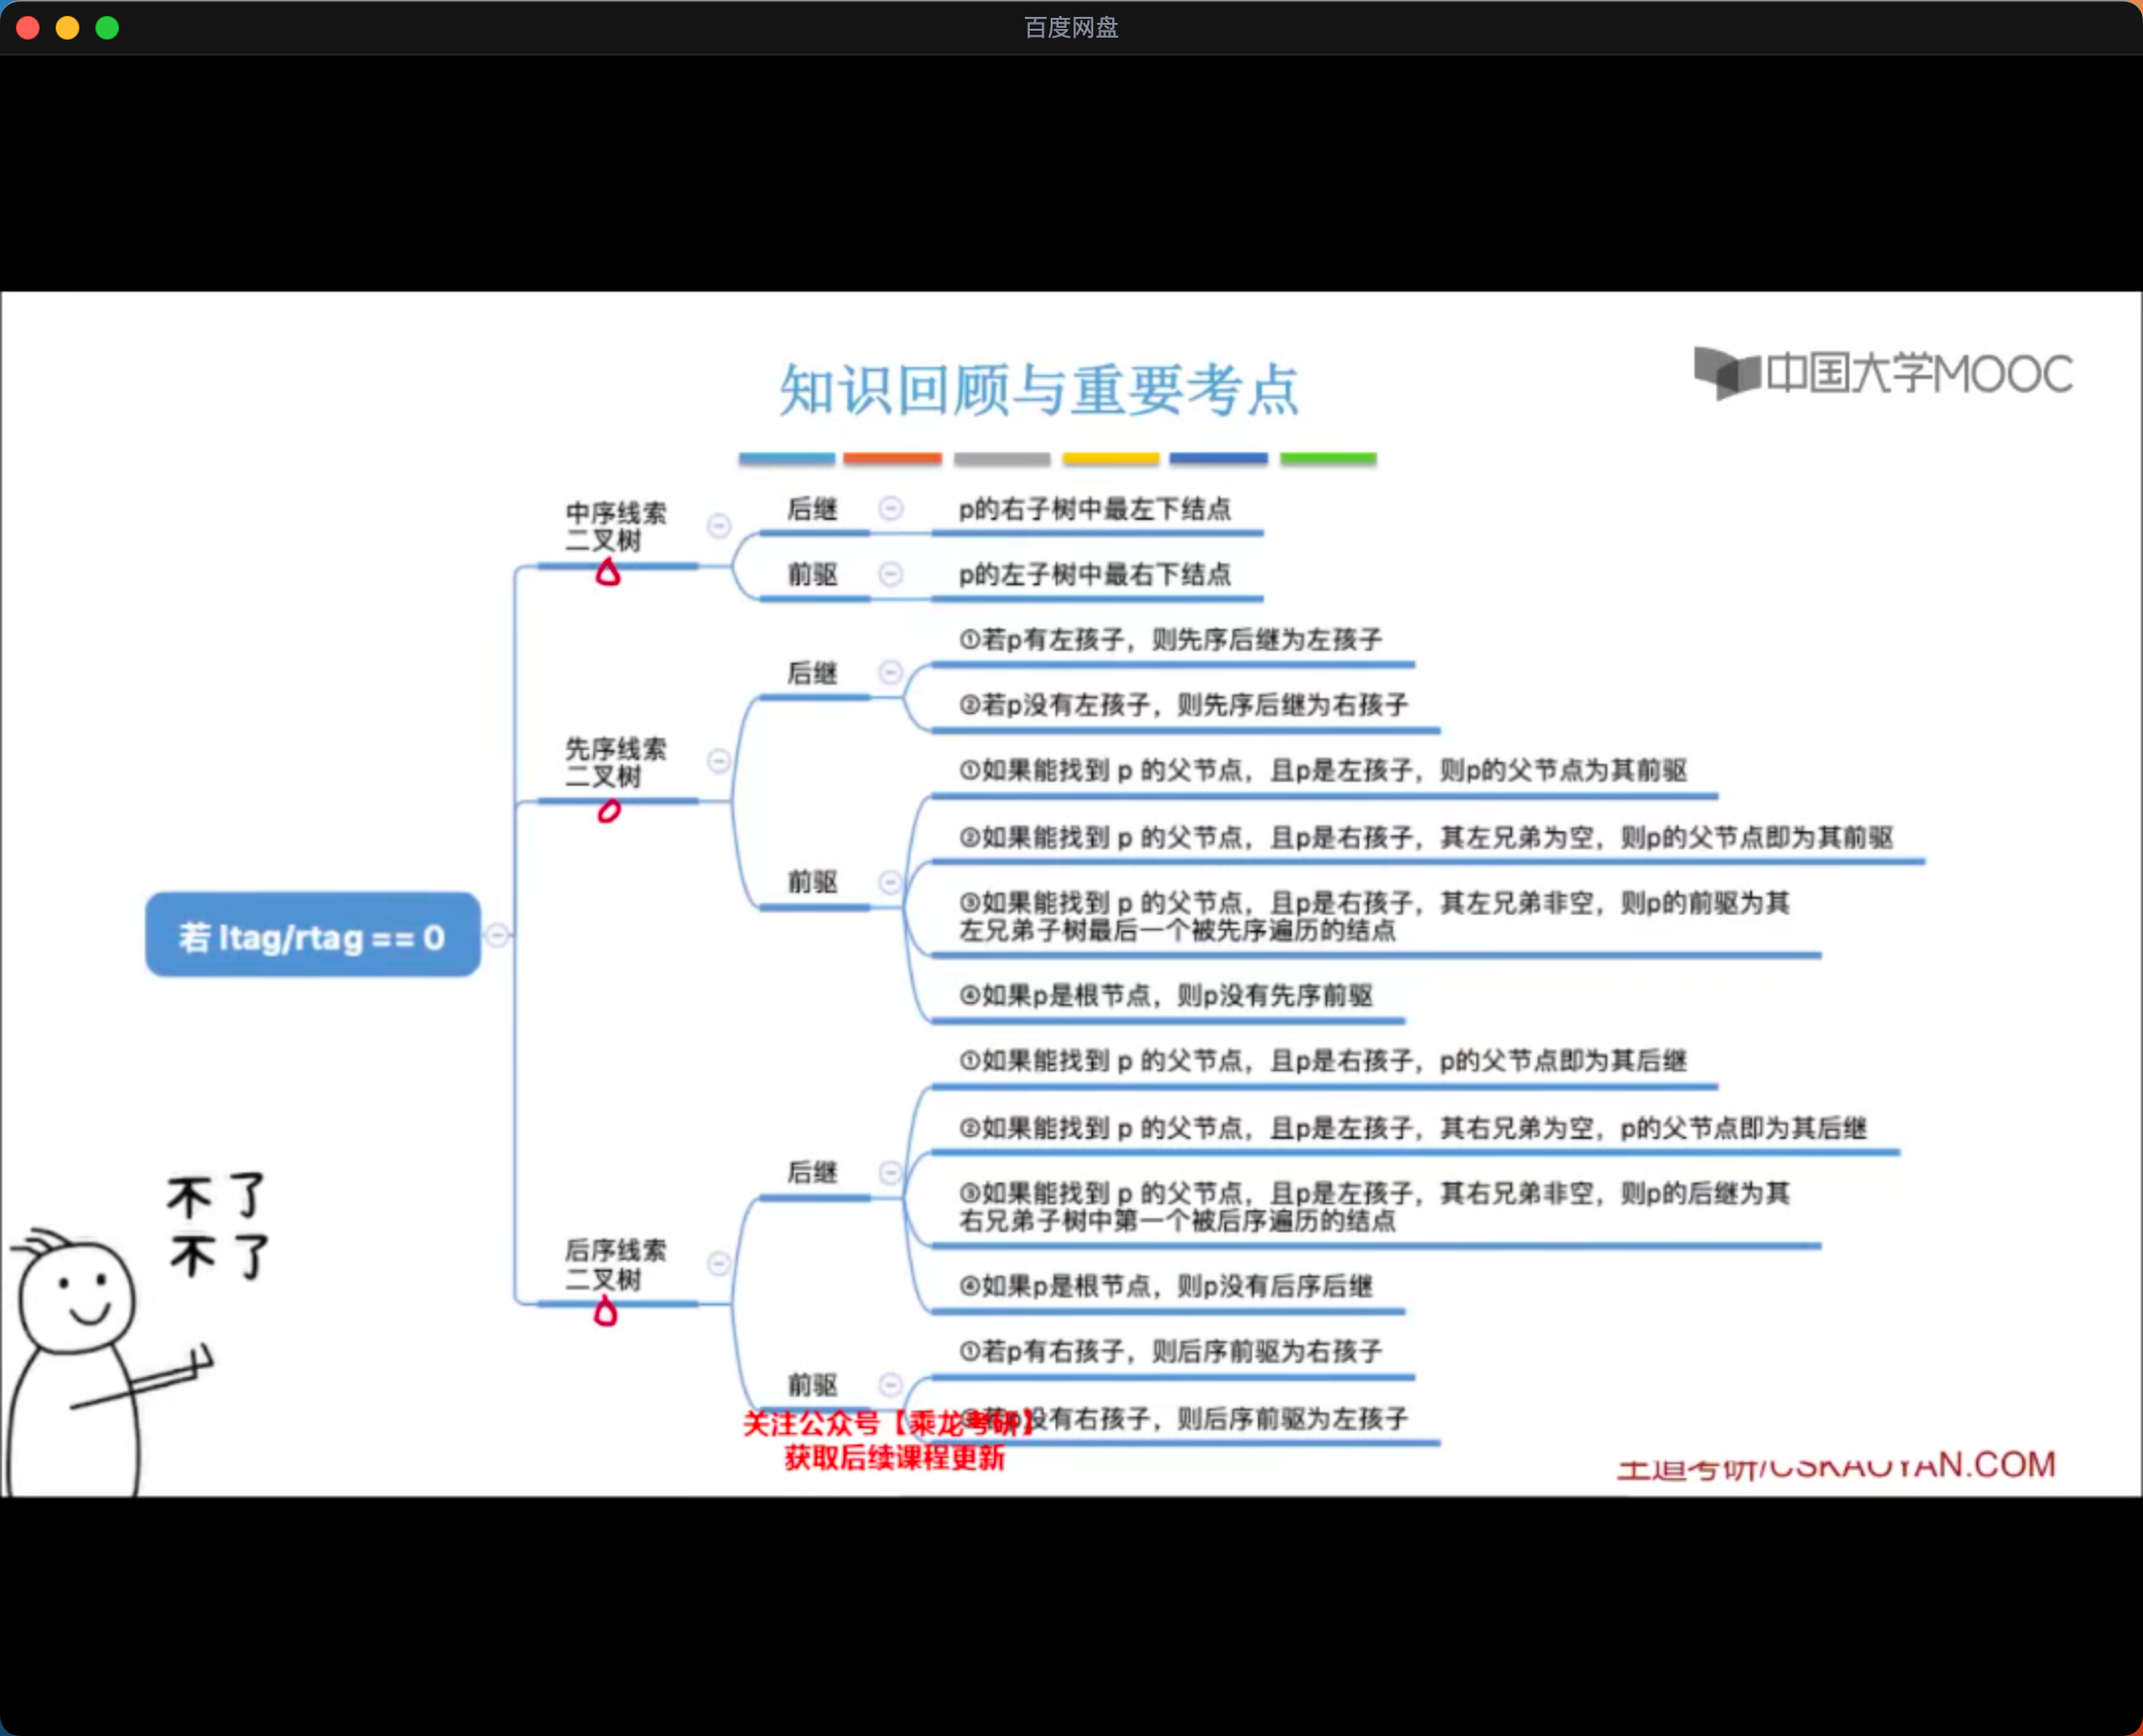 百度网盘
知识回顾与重要考点
中国大学MOOC
中序线索
二叉树
后继
p的右子树中最左下结点
前驱
p的左子树中最右下结点
先序线索
二叉树
后继
①若p有左孩子，则先序后继为左孩子
②若p没有左孩子，则先序后继为右孩子
前驱
①如果能找到 p 的父节点，且p是左孩子，则p的父节点为其前驱
②如果能找到 p 的父节点，且p是右孩子，其左兄弟为空，则p的父节点即为其前驱
③如果能找到 p 的父节点，且p是右孩子，其左兄弟非空，则p的前驱为其
左兄弟子树最后一个被先序遍历的结点
④如果p是根节点，则p没有先序前驱
若 ltag/rtag == 0
后序线索
二叉树
后继
①如果能找到 p 的父节点，且p是右孩子，p的父节点即为其后继
②如果能找到 p 的父节点，且p是左孩子，其右兄弟为空，p的父节点即为其后继
③如果能找到 p 的父节点，且p是左孩子，其右兄弟非空，则p的后继为其
右兄弟子树中第一个被后序遍历的结点
④如果p是根节点，则p没有后序后继
前驱
①若p有右孩子，则后序前驱为右孩子
②若p没有右孩子，则后序前驱为左孩子
不了
不了
关注公众号【乘龙考研】
获取后续课程更新
王道考研/CSKAOYAN.COM